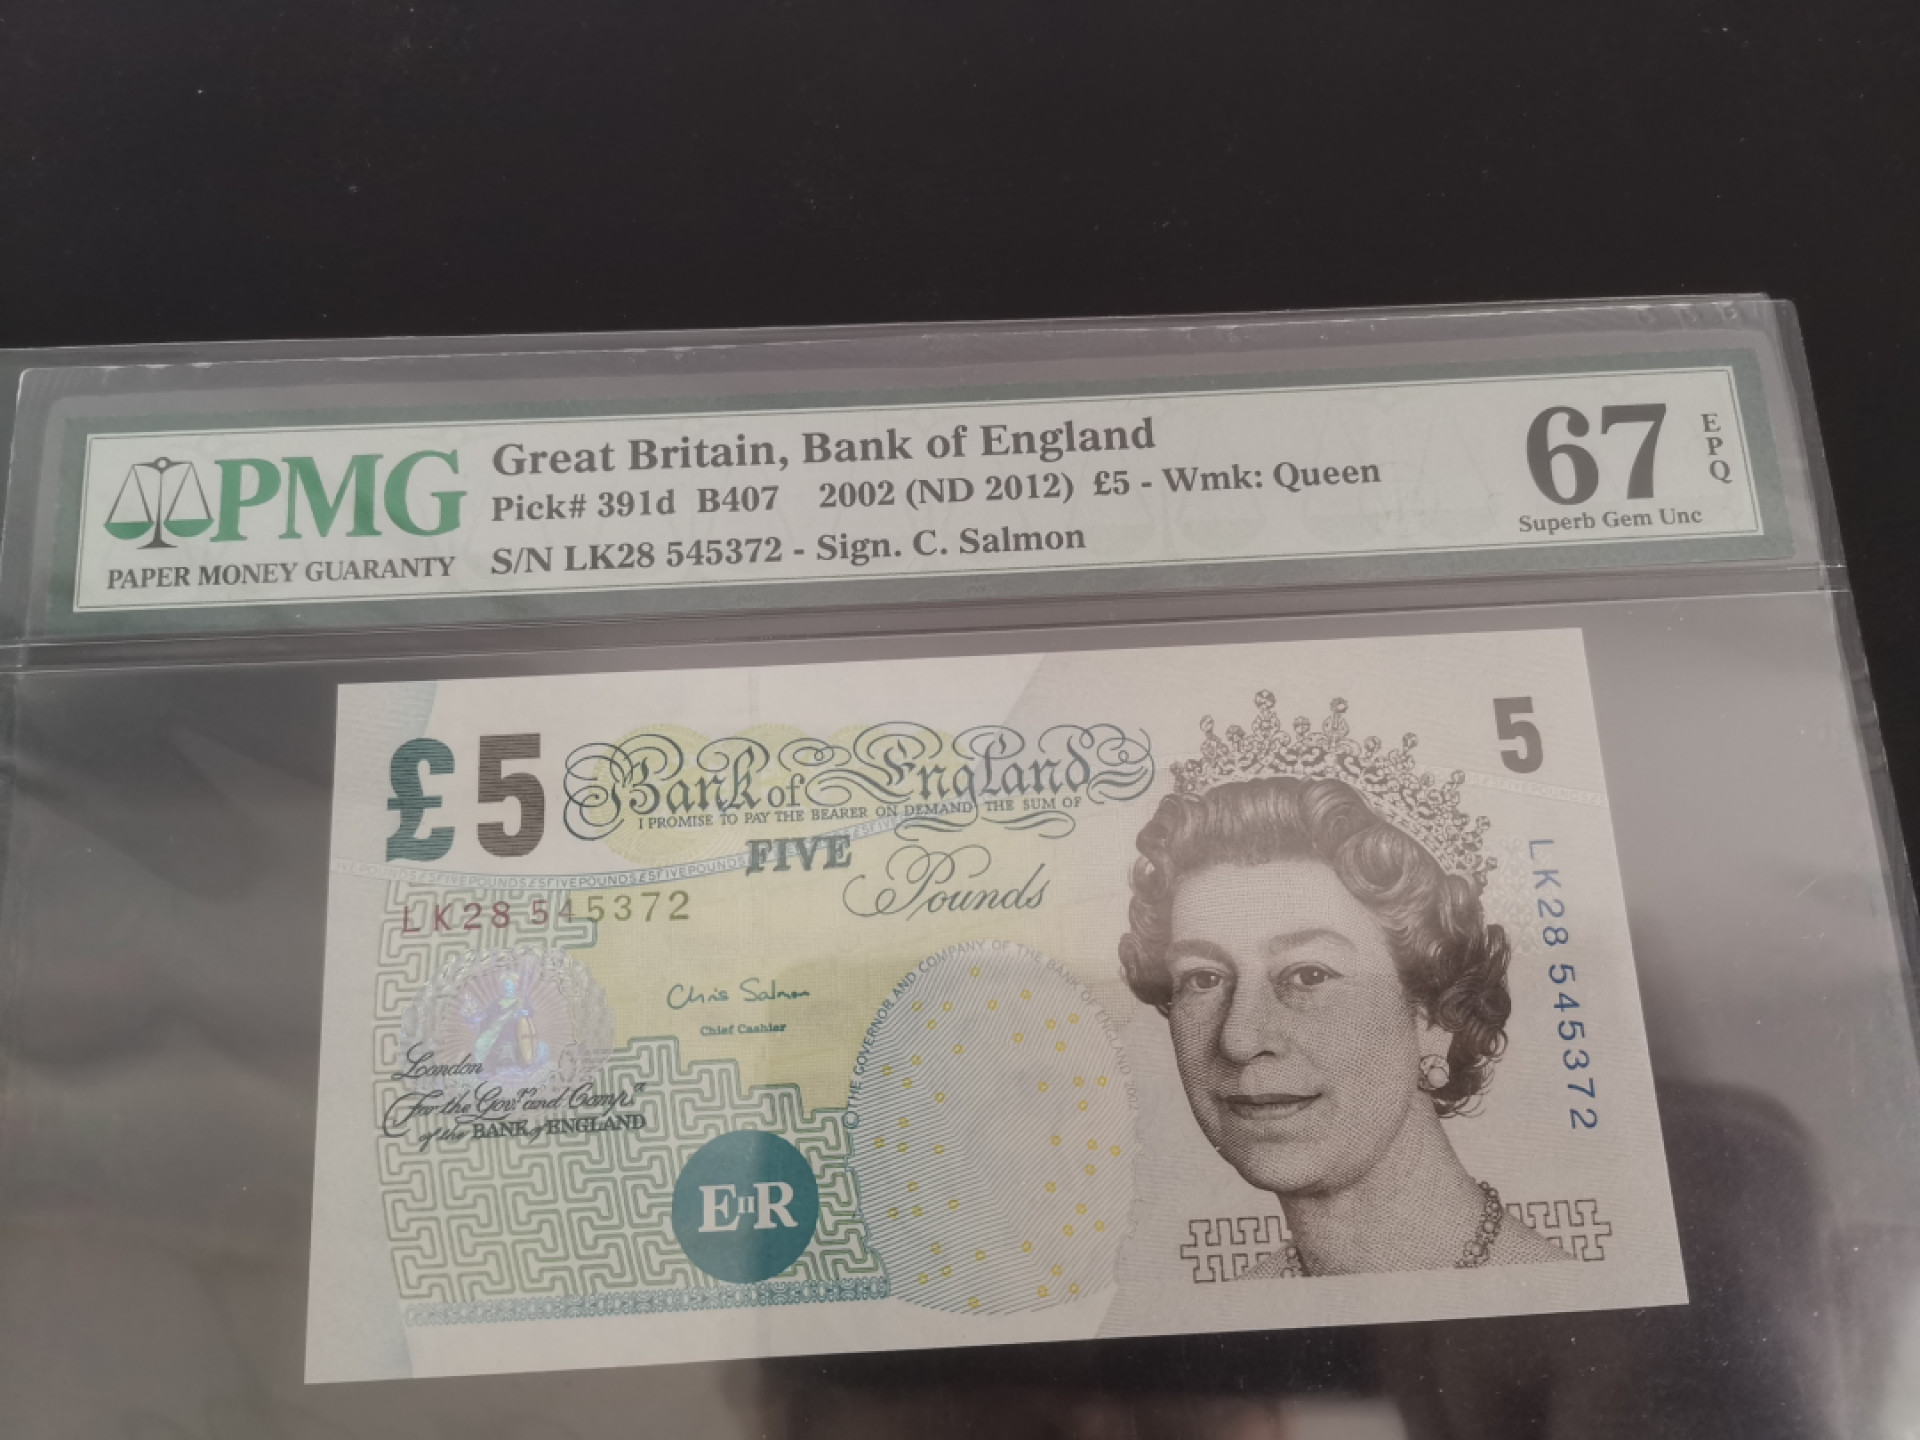 PMG
PAPER MONEY GUARANTY
Great Britain, Bank of England
Pick# 391d B407 2002 (ND 2012) £5 - Wmk: Queen
S/N LK28 545372 - Sign. C. Salmon
67
EPQ
Superb Gem Unc
£5
Bank of England
I PROMISE TO PAY THE BEARER ON DEMAND THE SUM OF
FIVE
Pounds
5
LK28 545372
LK28 545372
Chris Salmon
Chief Cashier
London
For the Govr. and Compa.
of the BANK of ENGLAND
© THE GOVERNOR AND COMPANY OF THE BANK OF ENGLAND 2002
EIIR